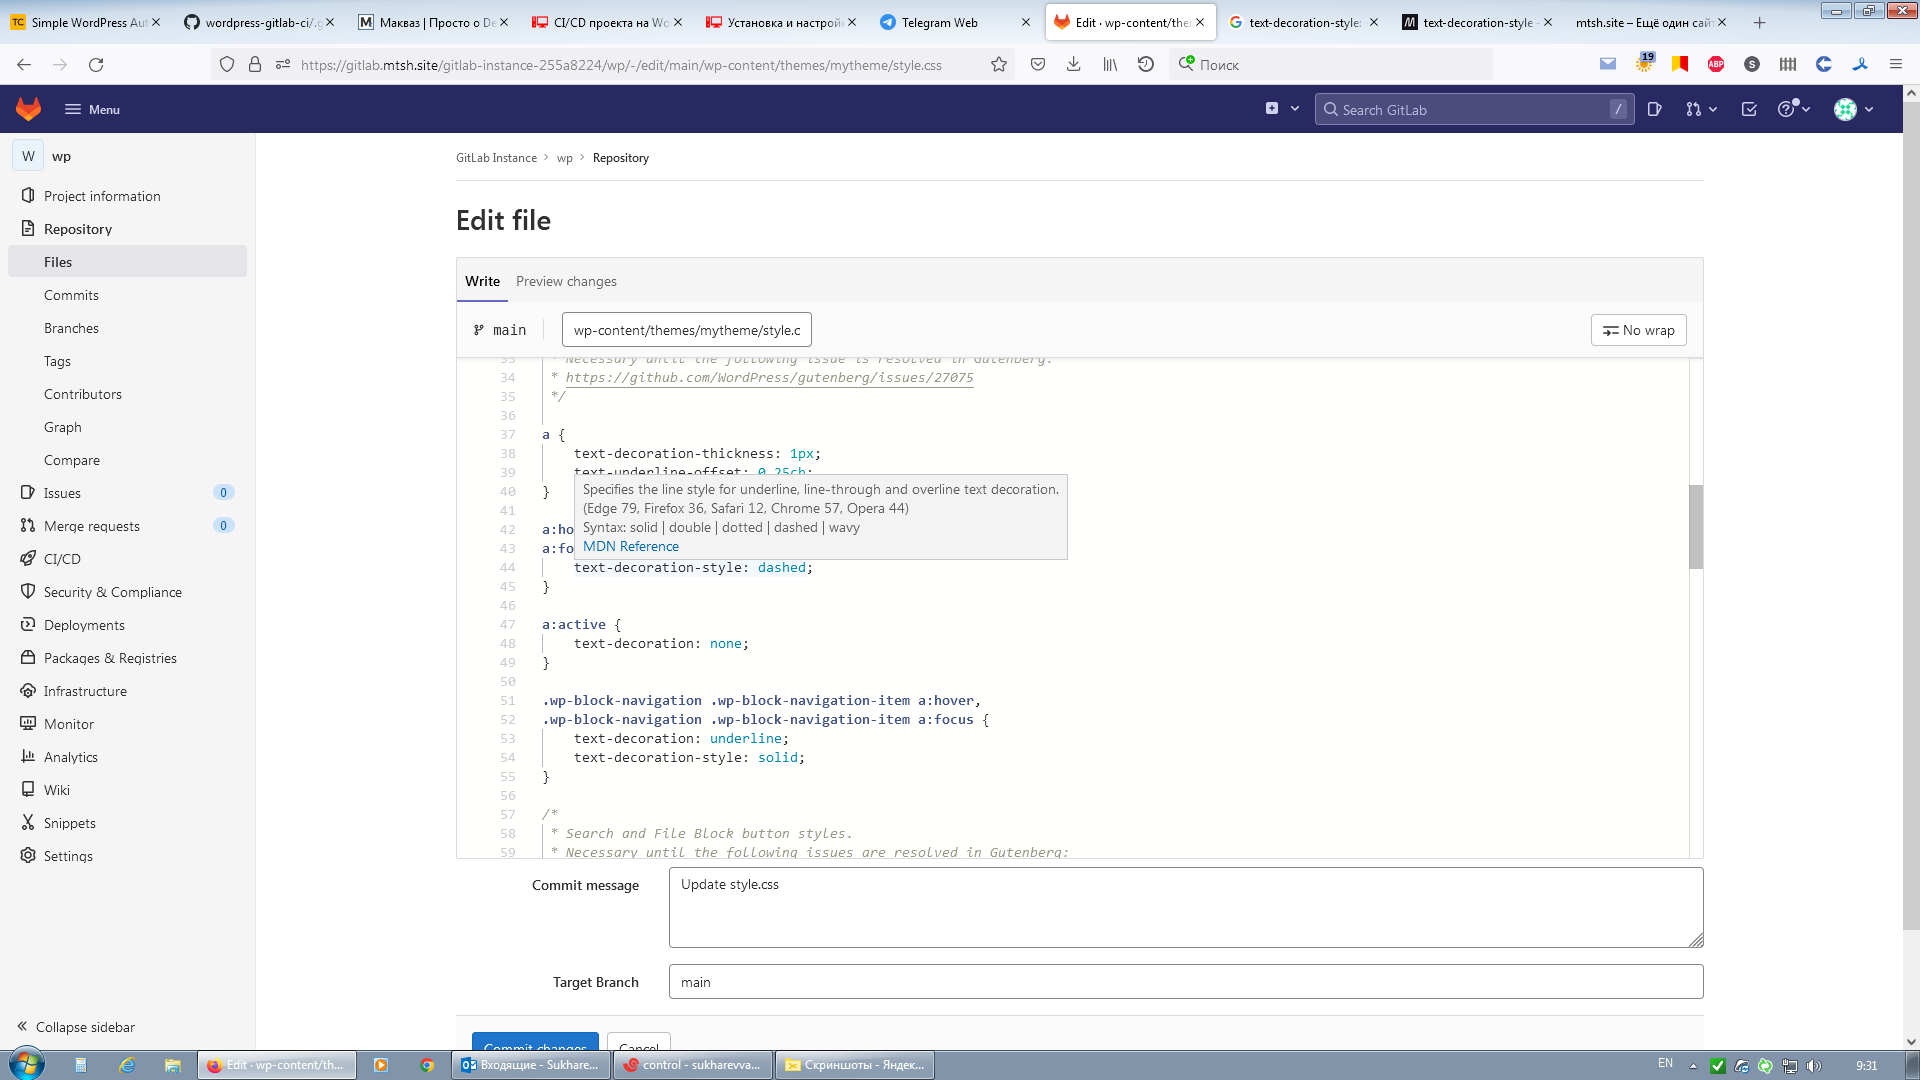 Simple WordPress Aut
wordpress-gitlab-ci/.g
Макваз | Просто о De
CI/CD проекта на Wo
Установка и настрой
Telegram Web
Edit · wp-content/the
text-decoration-style:
text-decoration-style -
mtsh.site – Ещё один сай
https://gitlab.mtsh.site/gitlab-instance-255a8224/wp/-/edit/main/wp-content/themes/mytheme/style.css
Поиск
19
ABP
Menu
Search GitLab
/
W
wp
Project information
Repository
Files
Commits
Branches
Tags
Contributors
Graph
Compare
Issues
0
Merge requests
0
CI/CD
Security & Compliance
Deployments
Packages & Registries
Infrastructure
Monitor
Analytics
Wiki
Snippets
Settings
Collapse sidebar
GitLab Instance
wp
Repository
Edit file
Write
Preview changes
main
wp-content/themes/mytheme/style.c
No wrap
33 * Necessary until the following issue is resolved in Gutenberg.
34 * https://github.com/WordPress/gutenberg/issues/27075
35 */
36
37 a {
38 text-decoration-thickness: 1px;
39 text-underline-offset: 0.25ch;
40 }
41
42 a:ho
43 a:fo
Specifies the line style for underline, line-through and overline text decoration.
(Edge 79, Firefox 36, Safari 12, Chrome 57, Opera 44)
Syntax: solid | double | dotted | dashed | wavy
MDN Reference
44 text-decoration-style: dashed;
45 }
46
47 a:active {
48 text-decoration: none;
49 }
50
51 .wp-block-navigation .wp-block-navigation-item a:hover,
52 .wp-block-navigation .wp-block-navigation-item a:focus {
53 text-decoration: underline;
54 text-decoration-style: solid;
55 }
56
57 /*
58 * Search and File Block button styles.
59 * Necessary until the following issues are resolved in Gutenberg:
Commit message
Update style.css
Target Branch
main
Commit changes
Cancel
Edit · wp-content/th...
Входящие - Sukhare...
control - sukharevva...
Скриншоты - Яндек...
EN
9:31